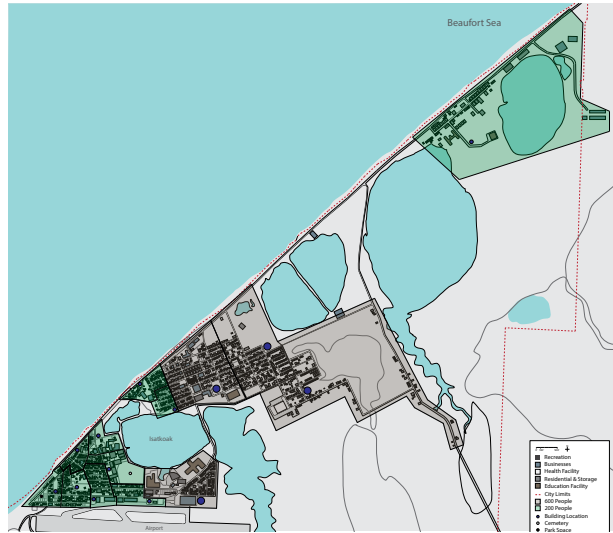 Beaufort Sea
Isatkoak
Airport
Recreation
Businesses
Health Facility
Residential & Storage
Education Facility
City Limits
600 People
200 People
Building Location
Cemetery
Park Space